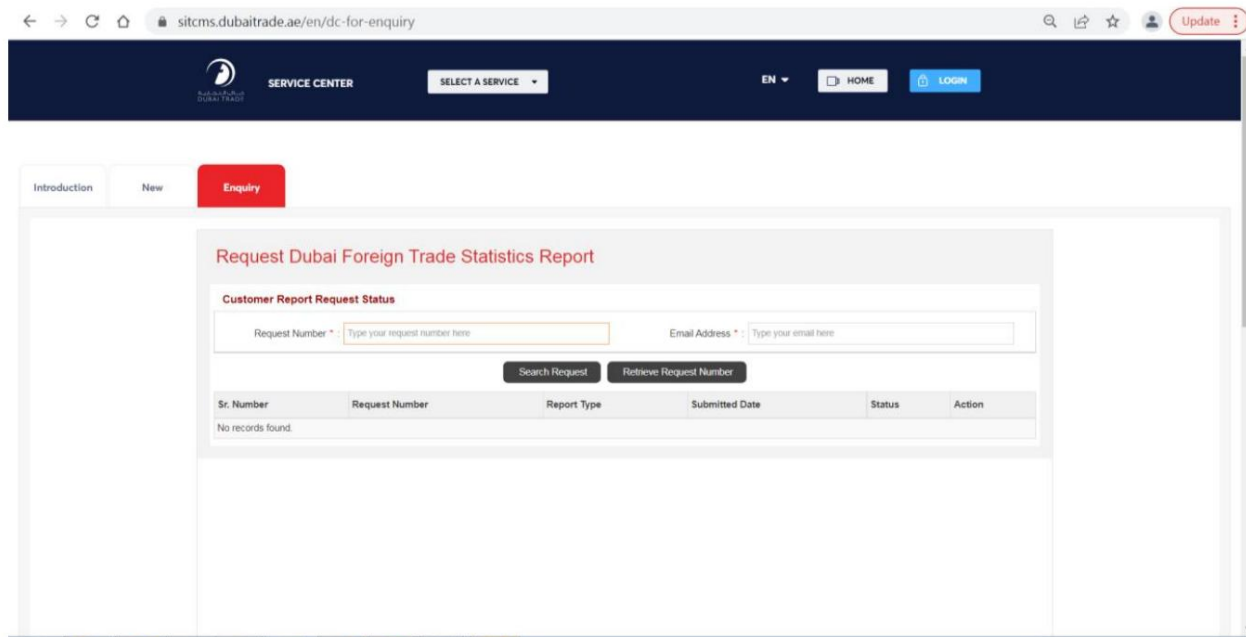 sitcms.dubaitrade.ae/en/dc-for-enquiry
Update
DUBAI TRADE
SERVICE CENTER
SELECT A SERVICE
EN
HOME
LOGIN
Introduction
New
Enquiry
Request Dubai Foreign Trade Statistics Report
Customer Report Request Status
Request Number * : Type your request number here
Email Address * : Type your email here
Search Request
Retrieve Request Number
Sr. Number Request Number Report Type Submitted Date Status Action
No records found.